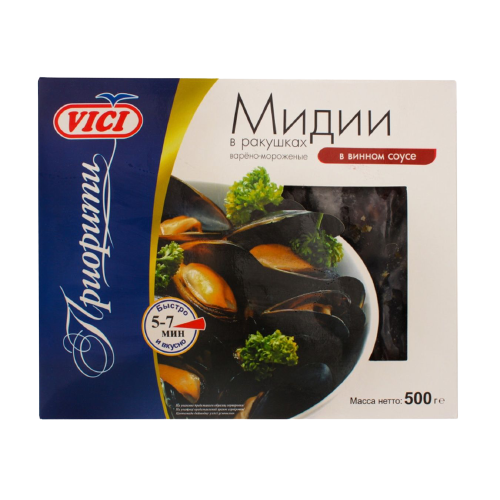 VICI
Приорити
Мидии
в ракушках
варёно-мороженые
в винном соусе
Быстро
5-7
мин
и вкусно
Масса нетто: 500 г е